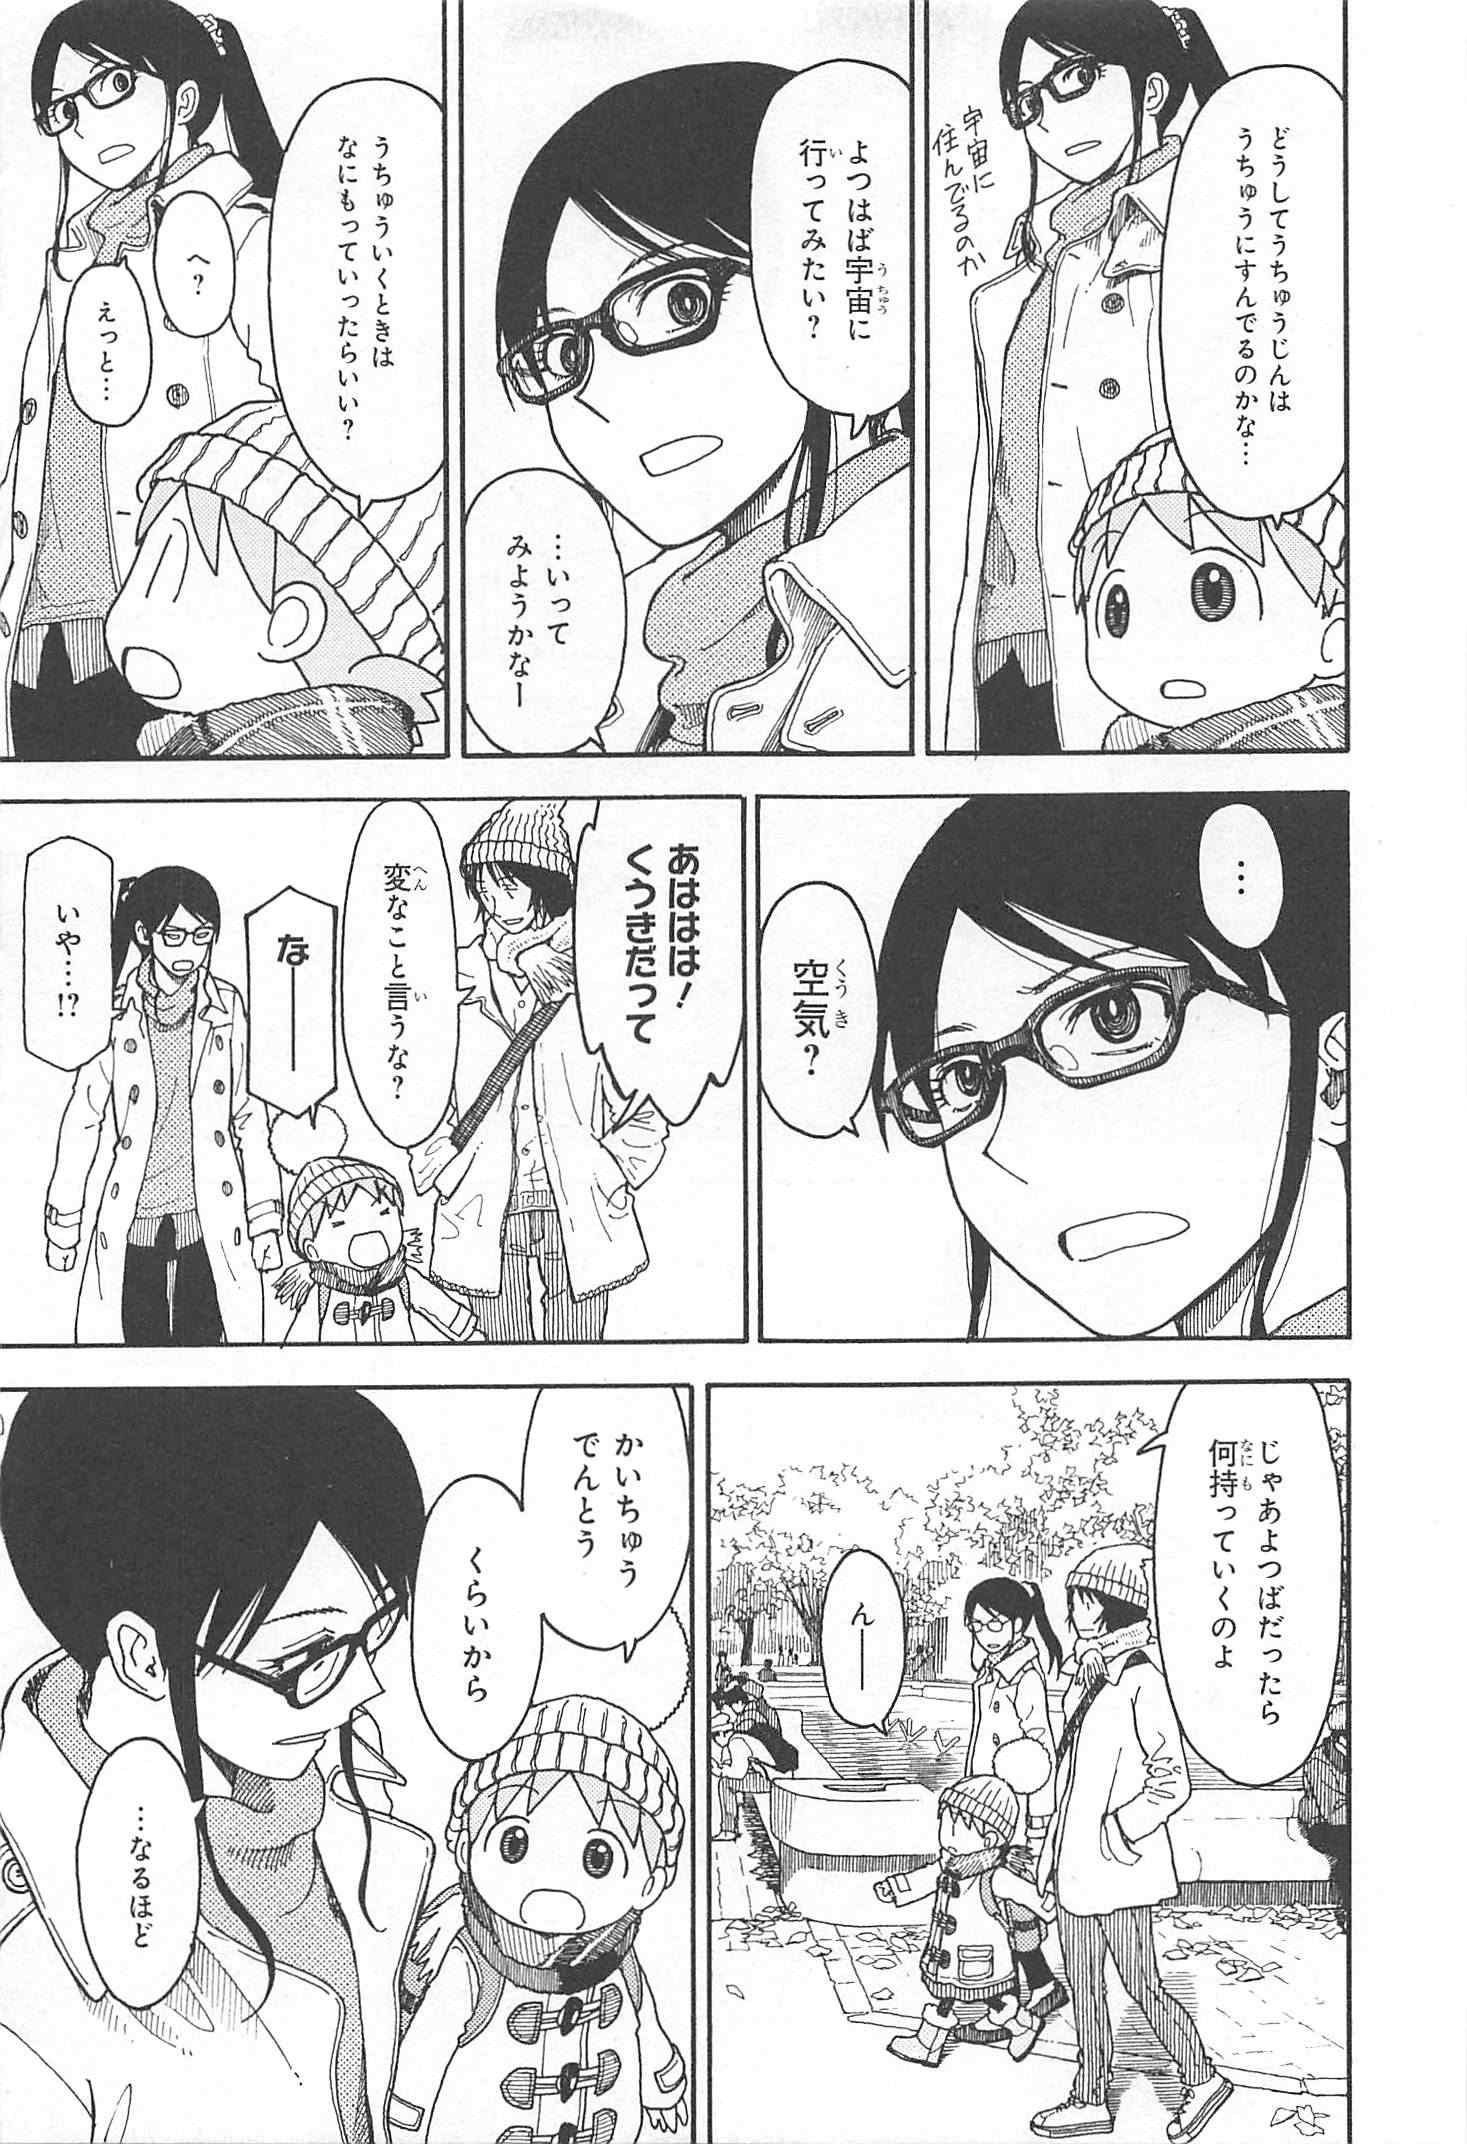 どうしてうちゅうじんは
うちゅうにすんでるのかな…
宇宙に
住んでるのか
よつばは宇宙に
行ってみたい？
…いって
みようかなー
うちゅういくときは
なにもっていったらいい？
へ？
えっと…
…
空気？
あははは！
くうきだって
変なこと言うな？
なー
いや…!?
じゃあよつばだったら
何持っていくのよ
んー
かいちゅう
でんとう
くらいから
…なるほど